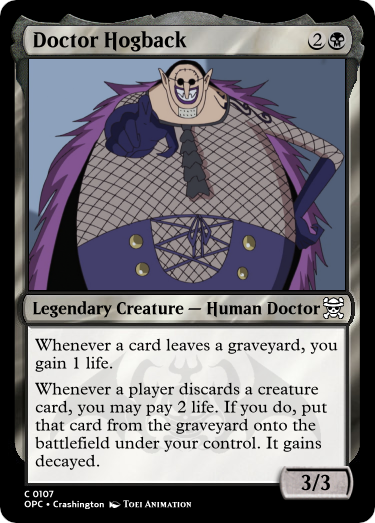 Doctor Hogback 2
Legendary Creature — Human Doctor
Whenever a card leaves a graveyard, you
gain 1 life.
Whenever a player discards a creature
card, you may pay 2 life. If you do, put
that card from the graveyard onto the
battlefield under your control. It gains
decayed.
3/3
C 0107
OPC • Crashington Toei Animation